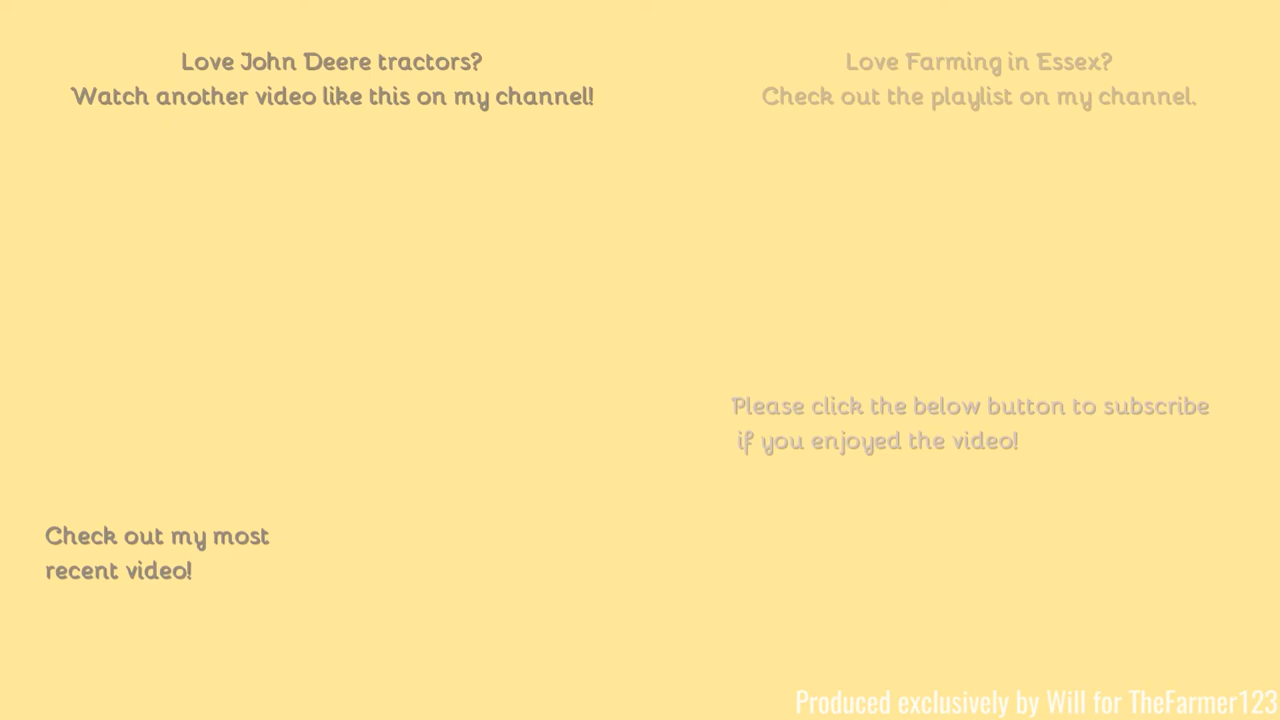 Love John Deere tractors?
Watch another video like this on my channel!
Love Farming in Essex?
Check out the playlist on my channel.
Please click the below button to subscribe
if you enjoyed the video!
Check out my most
recent video!
Produced exclusively by Will for TheFarmer123